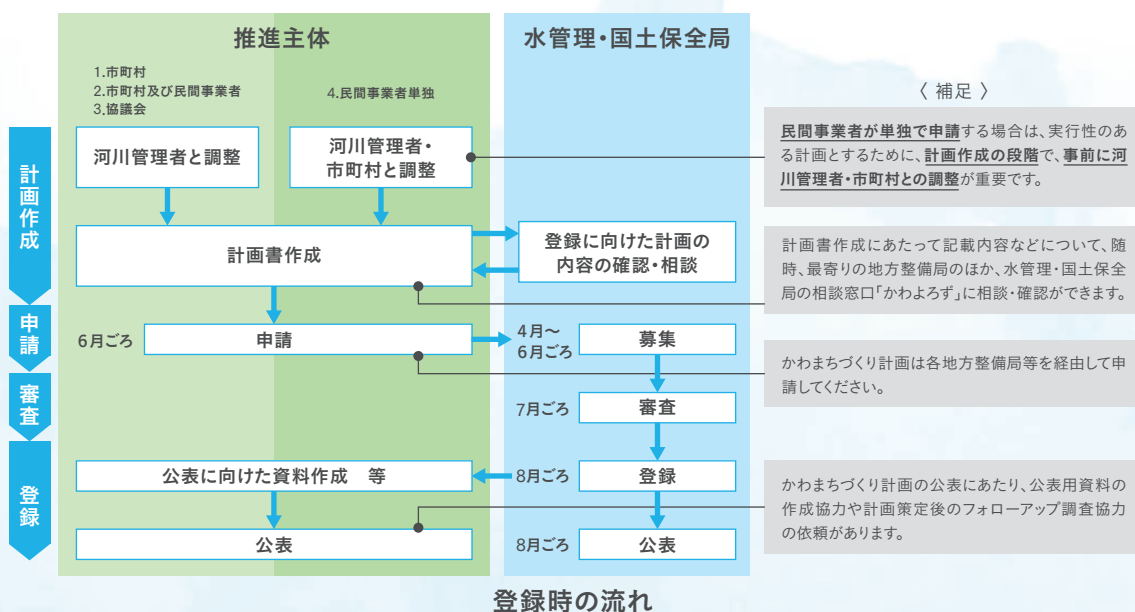 推進主体
水管理・国土保全局
1.市町村
2.市町村及び民間事業者
3.協議会
4.民間事業者単独
〈 補足 〉
計画作成
河川管理者と調整
河川管理者・
市町村と調整
民間事業者が単独で申請する場合は、実行性のあ
る計画とするために、計画作成の段階で、事前に河
川管理者・市町村との調整が重要です。
計画書作成
登録に向けた計画の
内容の確認・相談
計画書作成にあたって記載内容などについて、随
時、最寄りの地方整備局のほか、水管理・国土保全
局の相談窓口「かわよろず」に相談・確認ができます。
申請
6月ごろ
申請
4月〜
6月ごろ
募集
かわまちづくり計画は各地方整備局等を経由して申
請してください。
審査
7月ごろ
審査
登録
公表に向けた資料作成 等
8月ごろ
登録
かわまちづくり計画の公表にあたり、公表用資料の
作成協力や計画策定後のフォローアップ調査協力
の依頼があります。
公表
8月ごろ
公表
登録時の流れ